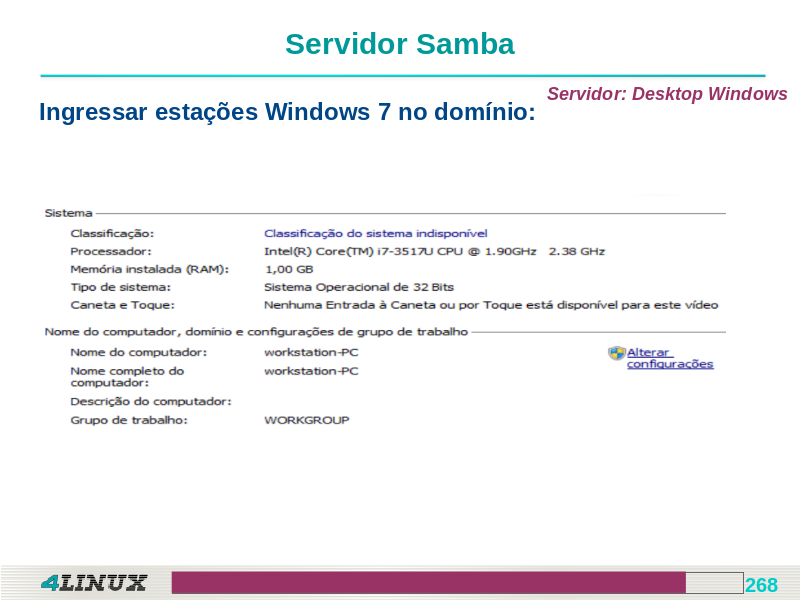 Servidor Samba
Servidor: Desktop Windows
Ingressar estações Windows 7 no domínio:
Sistema
Classificação: Classificação do sistema indisponível
Processador: Intel(R) Core(TM) i7-3517U CPU @ 1.90GHz 2.38 GHz
Memória instalada (RAM): 1,00 GB
Tipo de sistema: Sistema Operacional de 32 Bits
Caneta e Toque: Nenhuma Entrada à Caneta ou por Toque está disponível para este vídeo
Nome do computador, domínio e configurações de grupo de trabalho
Nome do computador: workstation-PC
Alterar
configurações
Nome completo do
computador:
workstation-PC
Descrição do computador:
Grupo de trabalho: WORKGROUP
4LINUX
268